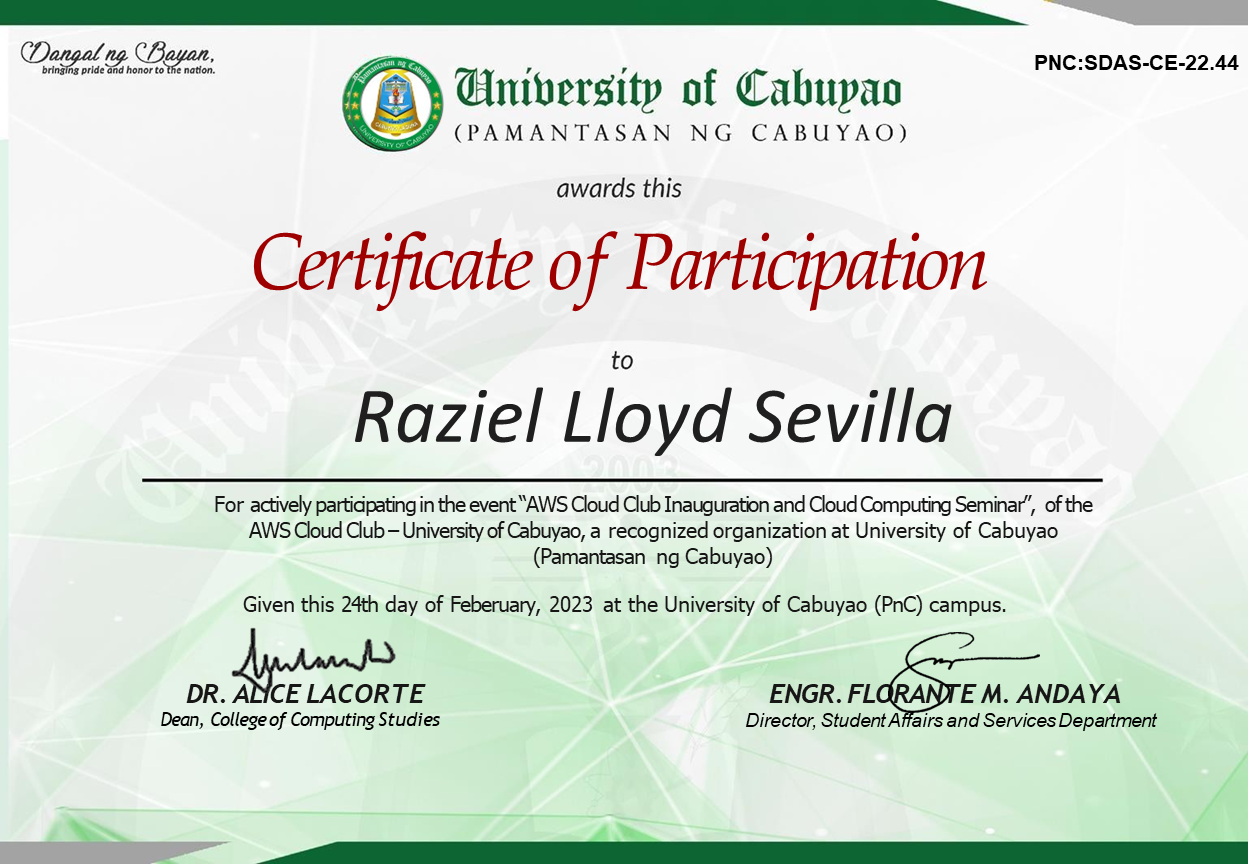 Dangal ng Bayan,
bringing pride and honor to the nation.
PNC:SDAS-CE-22.44
Pamantasan ng Cabuyao
UNIVERSITY OF CABUYAO
University of Cabuyao
(PAMANTASAN NG CABUYAO)
awards this
Certificate of Participation
to
Raziel Lloyd Sevilla
University of Cabuyao
2003
For actively participating in the event “AWS Cloud Club Inauguration and Cloud Computing Seminar”, of the
AWS Cloud Club – University of Cabuyao, a recognized organization at University of Cabuyao
(Pamantasan ng Cabuyao)
Given this 24th day of Feberuary, 2023 at the University of Cabuyao (PnC) campus.
DR. ALICE LACORTE
Dean, College of Computing Studies
ENGR. FLORANTE M. ANDAYA
Director, Student Affairs and Services Department